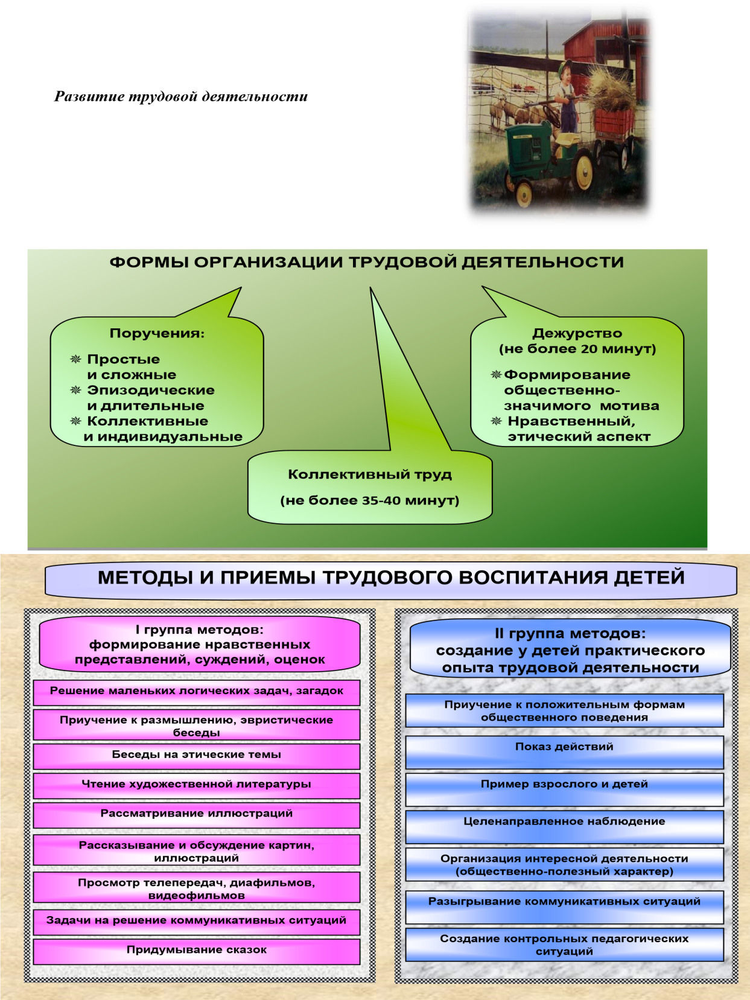 Развитие трудовой деятельности
ФОРМЫ ОРГАНИЗАЦИИ ТРУДОВОЙ ДЕЯТЕЛЬНОСТИ
Поручения:
✵ Простые
и сложные
✵ Эпизодические
и длительные
✵ Коллективные
и индивидуальные
Коллективный труд
(не более 35-40 минут)
Дежурство
(не более 20 минут)
✵Формирование
общественно-
значимого мотива
✵ Нравственный,
этический аспект
МЕТОДЫ И ПРИЕМЫ ТРУДОВОГО ВОСПИТАНИЯ ДЕТЕЙ
I группа методов:
формирование нравственных
представлений, суждений, оценок
Решение маленьких логических задач, загадок
Приучение к размышлению, эвристические
беседы
Беседы на этические темы
Чтение художественной литературы
Рассматривание иллюстраций
Рассказывание и обсуждение картин,
иллюстраций
Просмотр телепередач, диафильмов,
видеофильмов
Задачи на решение коммуникативных ситуаций
Придумывание сказок
II группа методов:
создание у детей практического
опыта трудовой деятельности
Приучение к положительным формам
общественного поведения
Показ действий
Пример взрослого и детей
Целенаправленное наблюдение
Организация интересной деятельности
(общественно-полезный характер)
Разыгрывание коммуникативных ситуаций
Создание контрольных педагогических
ситуаций